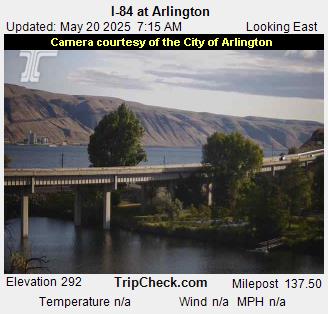 I-84 at Arlington
Updated: May 20 2025 7:15 AM Looking East
Camera courtesy of the City of Arlington
Elevation 292 TripCheck.com Milepost 137.50
Temperature n/a Wind n/a MPH n/a